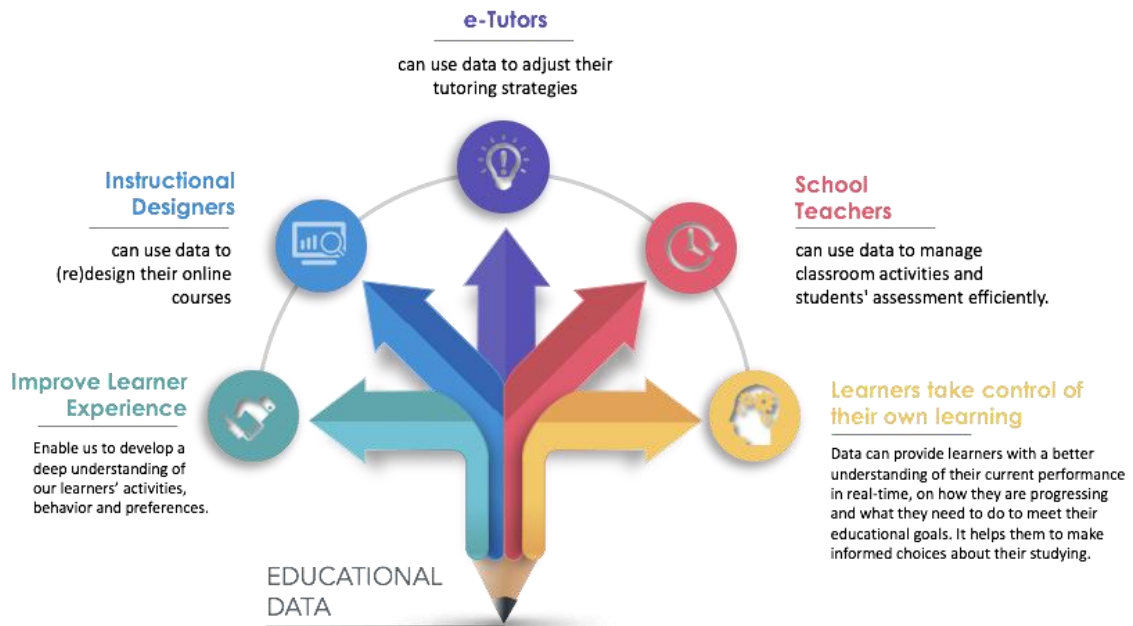 e-Tutors
can use data to adjust their
tutoring strategies
Instructional
Designers
can use data to
(re)design their online
courses
School
Teachers
can use data to manage
classroom activities and
students' assessment efficiently.
Improve Learner
Experience
Enable us to develop a
deep understanding of
our learners’ activities,
behavior and preferences.
Learners take control of
their own learning
Data can provide learners with a better
understanding of their current performance
in real-time, on how they are progressing
and what they need to do to meet their
educational goals. It helps them to make
informed choices about their studying.
EDUCATIONAL
DATA